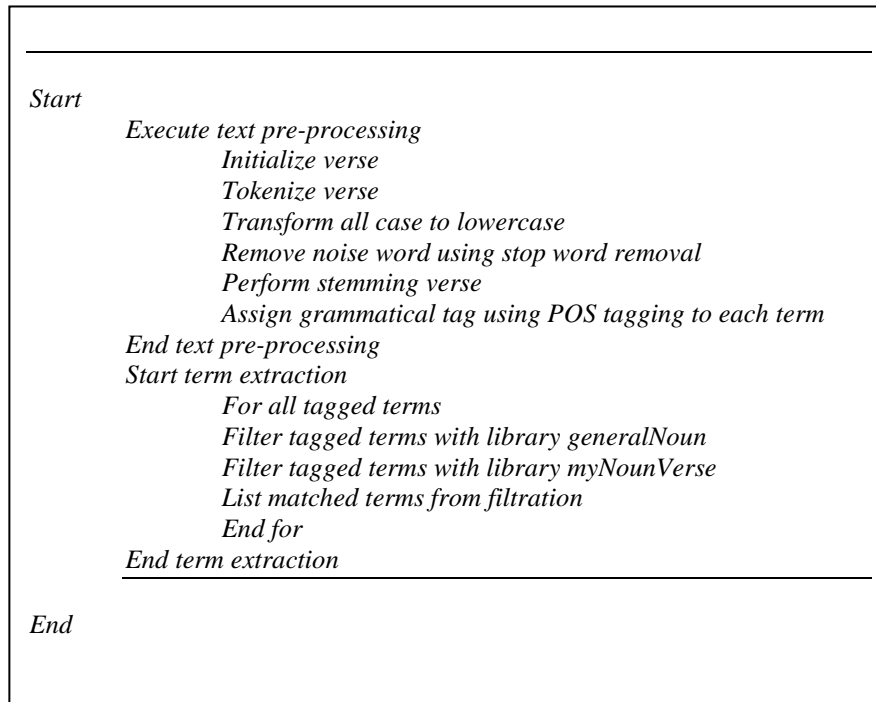 Start
Execute text pre-processing
Initialize verse
Tokenize verse
Transform all case to lowercase
Remove noise word using stop word removal
Perform stemming verse
Assign grammatical tag using POS tagging to each term
End text pre-processing
Start term extraction
For all tagged terms
Filter tagged terms with library generalNoun
Filter tagged terms with library myNounVerse
List matched terms from filtration
End for
End term extraction
End